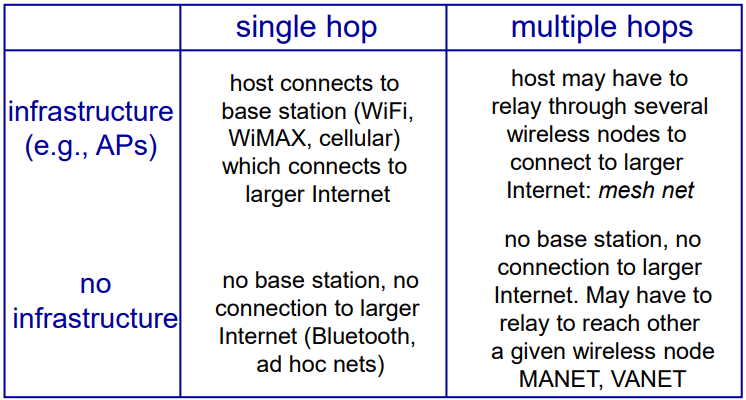 single hop
multiple hops
infrastructure
(e.g., APs)
host connects to
base station (WiFi,
WiMAX, cellular)
which connects to
larger Internet
host may have to
relay through several
wireless nodes to
connect to larger
Internet: mesh net
no
infrastructure
no base station, no
connection to larger
Internet (Bluetooth,
ad hoc nets)
no base station, no
connection to larger
Internet. May have to
relay to reach other
a given wireless node
MANET, VANET